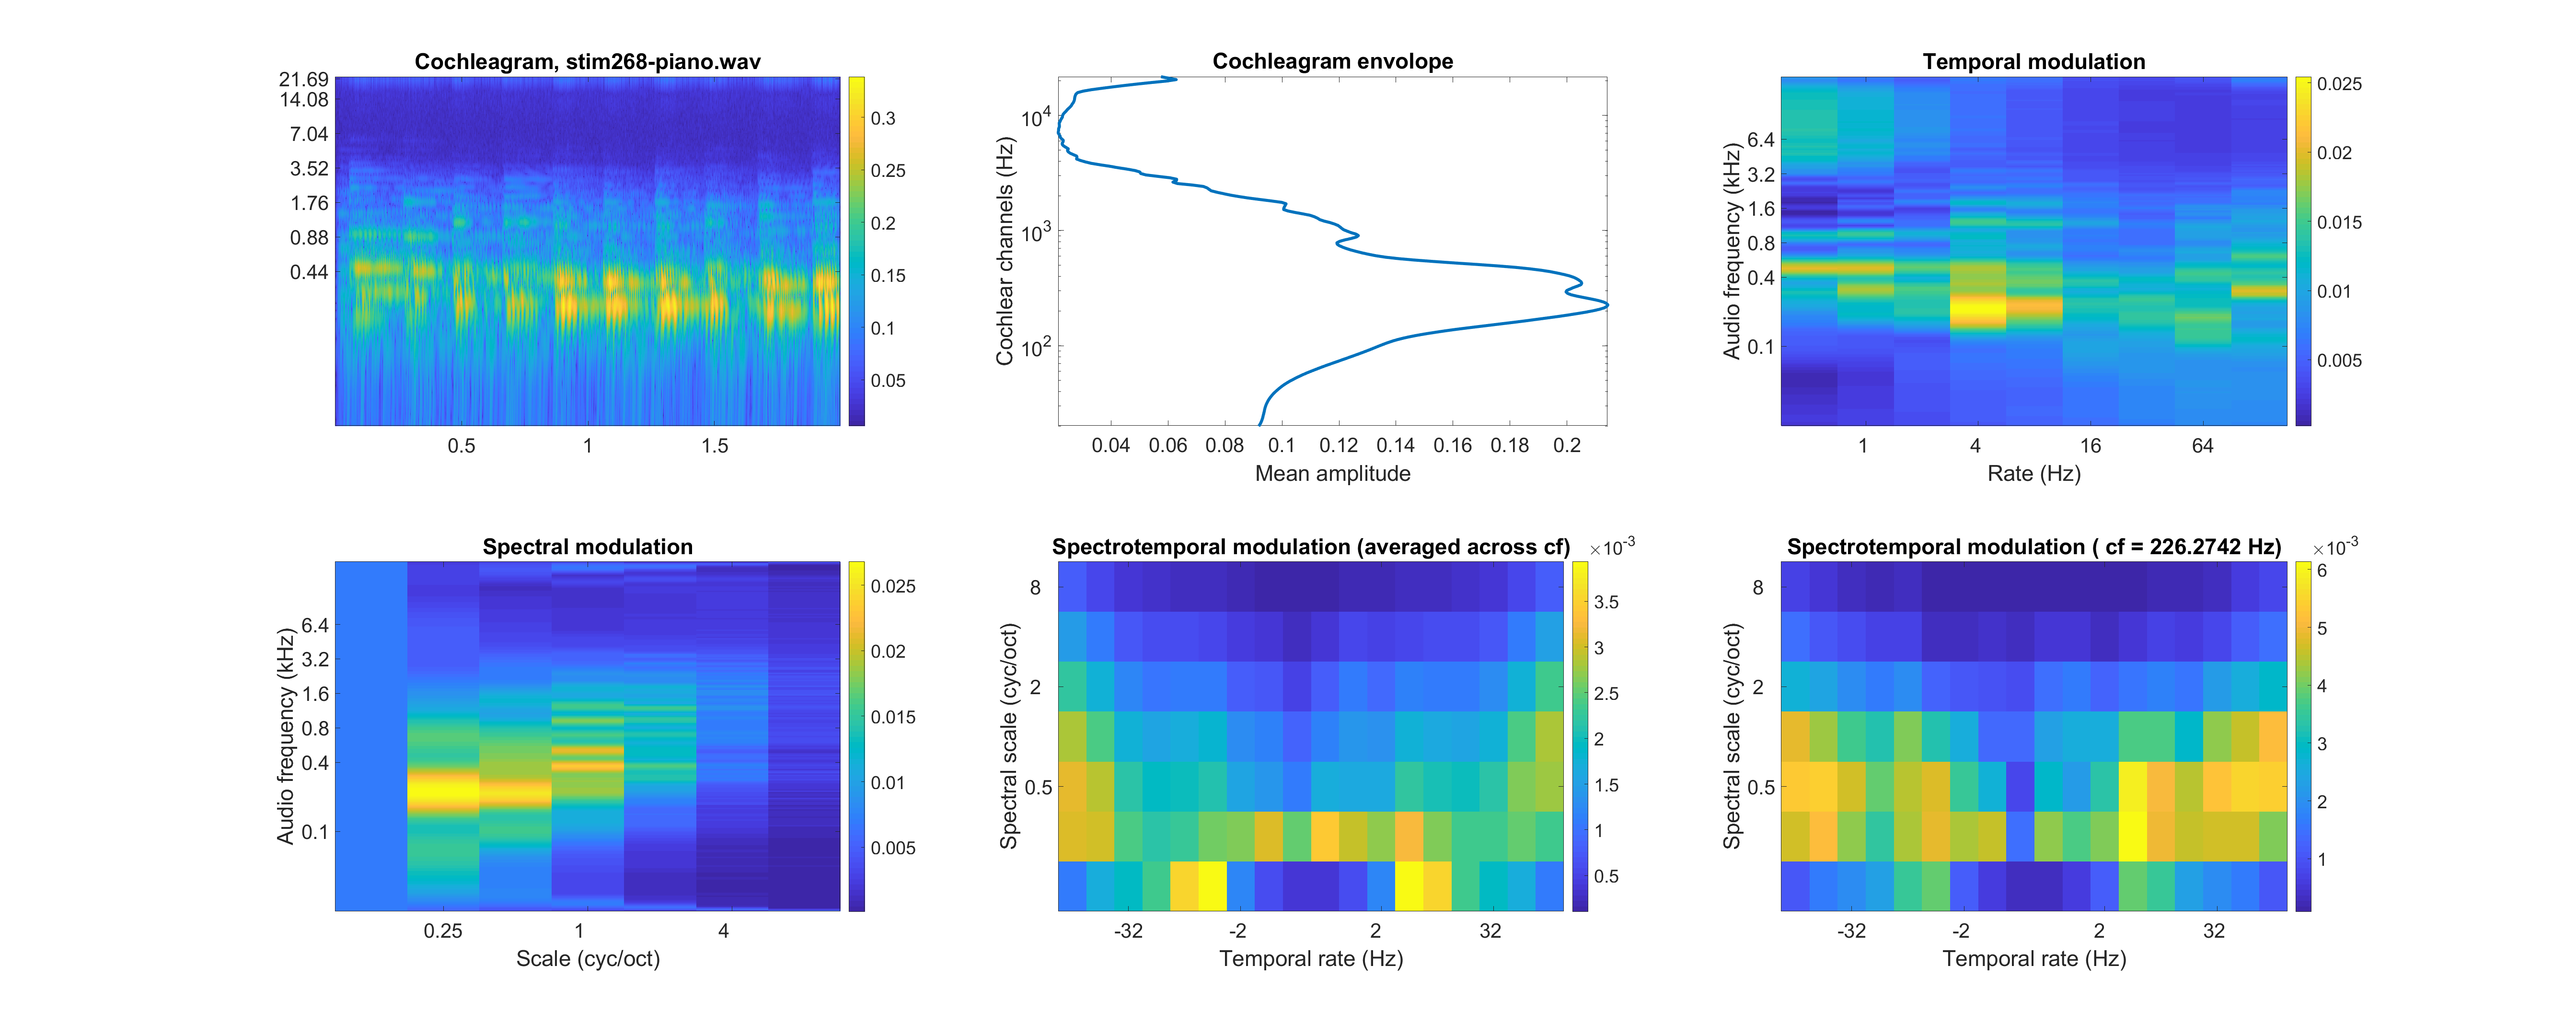 Cochleagram, stim268-piano.wav
21.69
14.08
7.04
3.52
1.76
0.88
0.44
0.5
1
1.5
0.3
0.25
0.2
0.15
0.1
0.05
Cochleagram envolope
Cochlear channels (Hz)
10^4
10^3
10^2
0.04 0.06 0.08 0.1 0.12 0.14 0.16 0.18 0.2
Mean amplitude
Temporal modulation
Audio frequency (kHz)
6.4
3.2
1.6
0.8
0.4
0.1
1 4 16 64
Rate (Hz)
0.025
0.02
0.015
0.01
0.005
Spectral modulation
Audio frequency (kHz)
6.4
3.2
1.6
0.8
0.4
0.1
0.25 1 4
Scale (cyc/oct)
0.025
0.02
0.015
0.01
0.005
Spectrotemporal modulation (averaged across cf)
×10^-3
Spectral scale (cyc/oct)
8
2
0.5
-32 -2 2 32
Temporal rate (Hz)
3.5
3
2.5
2
1.5
1
0.5
Spectrotemporal modulation ( cf = 226.2742 Hz)
×10^-3
Spectral scale (cyc/oct)
8
2
0.5
-32 -2 2 32
Temporal rate (Hz)
6
5
4
3
2
1